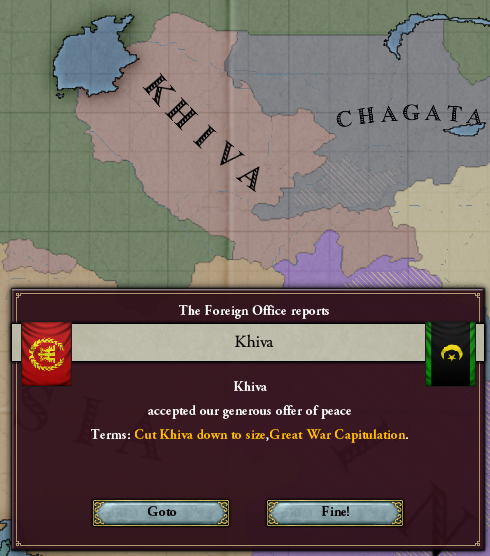 KHIVA
CHAGATA
The Foreign Office reports
Khiva
Khiva
accepted our generous offer of peace
Terms: Cut Khiva down to size,Great War Capitulation.
Goto
Fine!